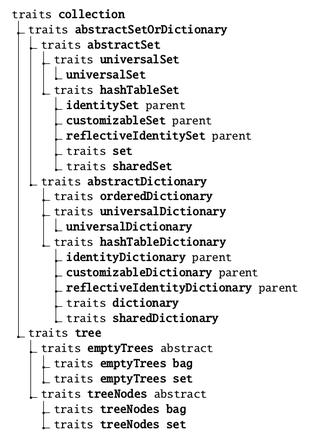 traits collection
traits abstractSetOrDictionary
traits abstractSet
traits universalSet
universalSet
traits hashTableSet
identitySet parent
customizableSet parent
reflectiveIdentitySet parent
traits set
traits sharedSet
traits abstractDictionary
traits orderedDictionary
traits universalDictionary
universalDictionary
traits hashTableDictionary
identityDictionary parent
customizableDictionary parent
reflectiveIdentityDictionary parent
traits dictionary
traits sharedDictionary
traits tree
traits emptyTrees abstract
traits emptyTrees bag
traits emptyTrees set
traits treeNodes abstract
traits treeNodes bag
traits treeNodes set